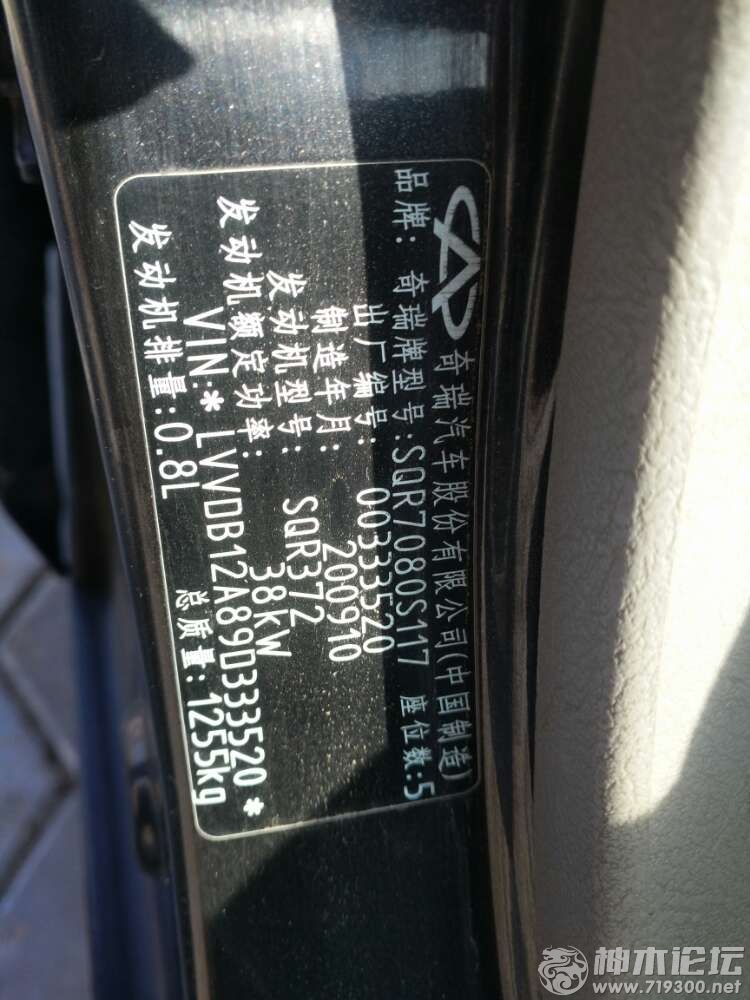 奇瑞汽车股份有限公司(中国制造)
品牌: 奇瑞牌型号:SQR7080S117 座位数:5
出厂编号: 00333520
制造年月: 200910
发动机型号: SQR372
发动机额定功率: 38kW
VIN:*LVVDB12A89D333520*
发动机排量:0.8L 总质量:1255kg
神木论坛
www.719300.net